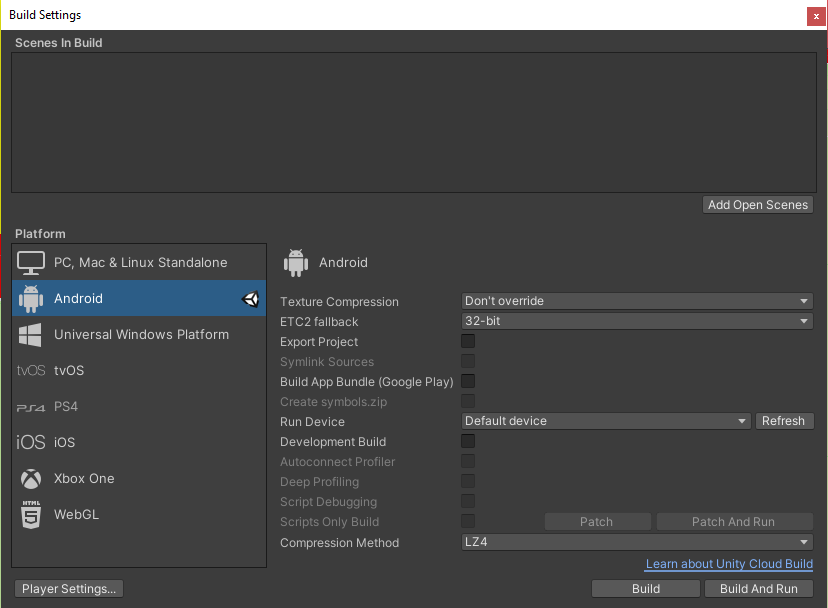 Build Settings
x
Scenes In Build
Add Open Scenes
Platform
PC, Mac & Linux Standalone
Android
Universal Windows Platform
tvOS tvOS
PS4 PS4
iOS iOS
Xbox One
HTML 5 WebGL
Android
Texture Compression Don't override
ETC2 fallback 32-bit
Export Project
Symlink Sources
Build App Bundle (Google Play)
Create symbols.zip
Run Device Default device Refresh
Development Build
Autoconnect Profiler
Deep Profiling
Script Debugging
Scripts Only Build Patch Patch And Run
Compression Method LZ4
Learn about Unity Cloud Build
Player Settings... Build Build And Run